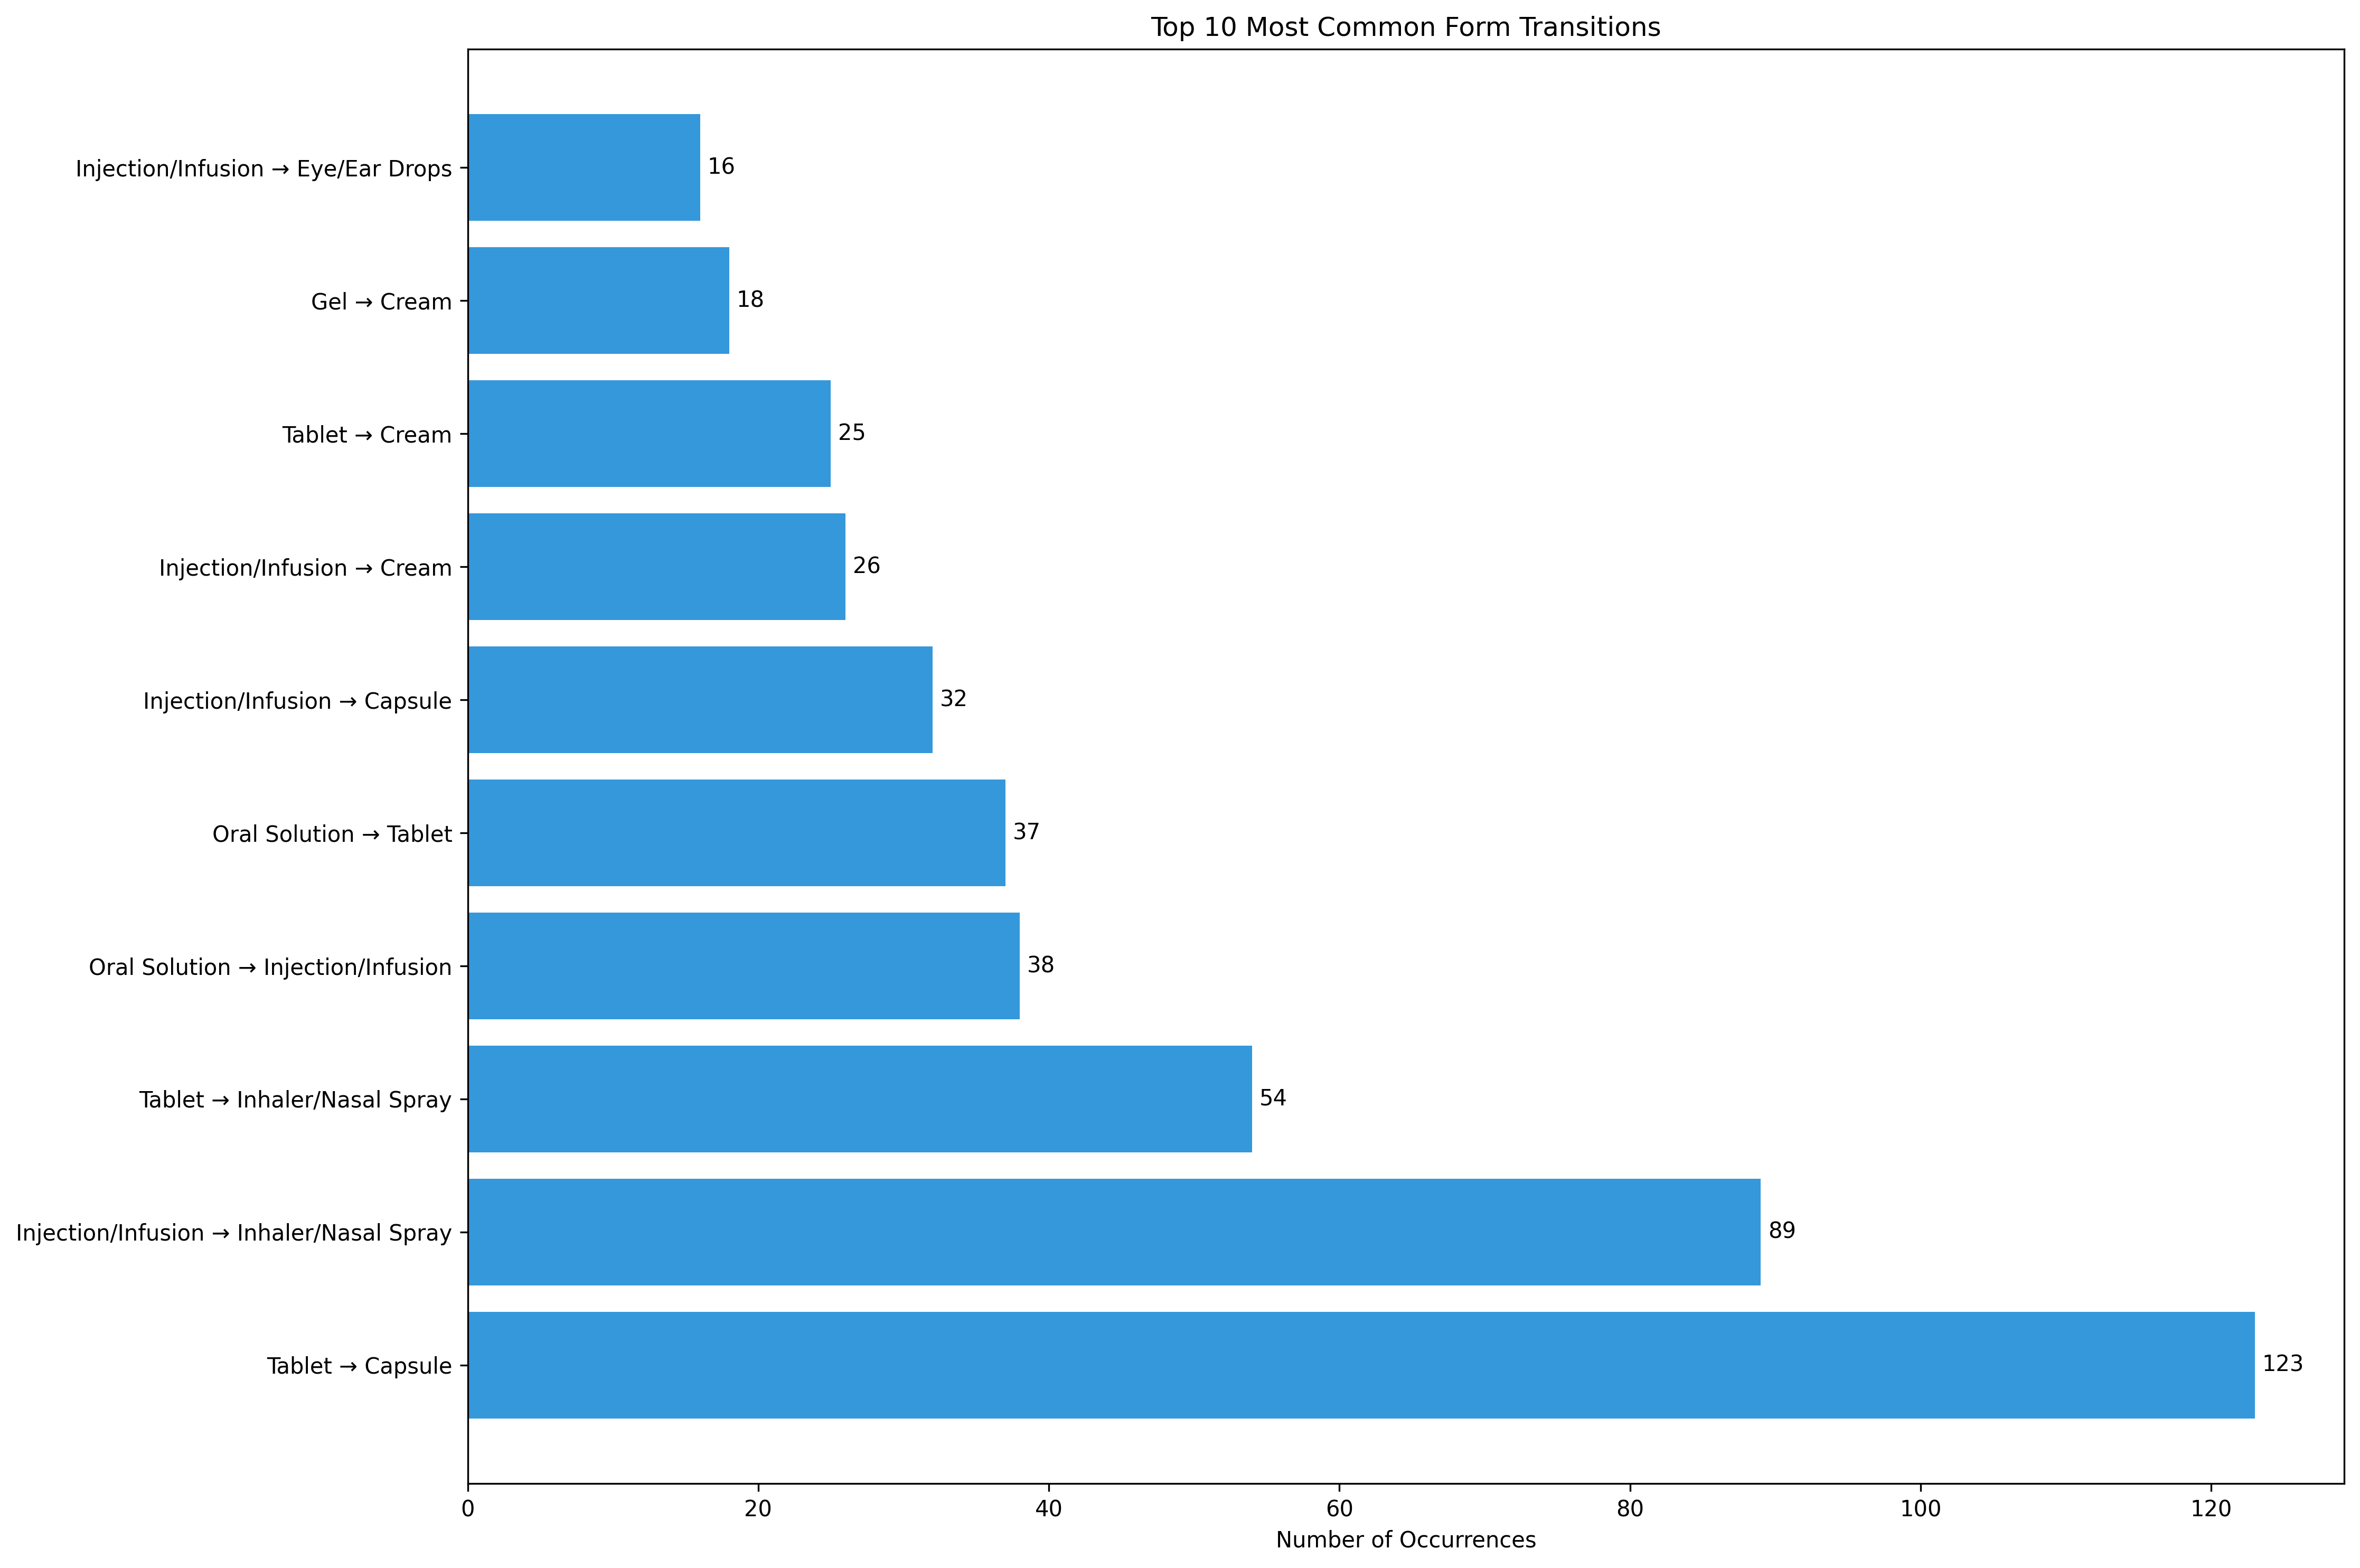 Top 10 Most Common Form Transitions
Injection/Infusion → Eye/Ear Drops
16
Gel → Cream
18
Tablet → Cream
25
Injection/Infusion → Cream
26
Injection/Infusion → Capsule
32
Oral Solution → Tablet
37
Oral Solution → Injection/Infusion
38
Tablet → Inhaler/Nasal Spray
54
Injection/Infusion → Inhaler/Nasal Spray
89
Tablet → Capsule
123
0 20 40 60 80 100 120
Number of Occurrences